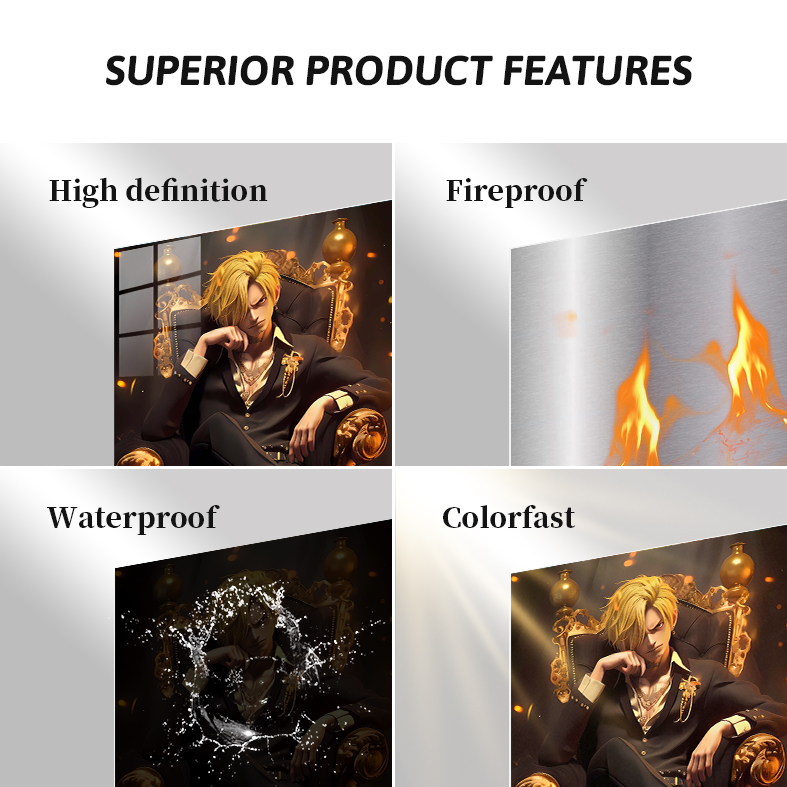 SUPERIOR PRODUCT FEATURES
High definition
Fireproof
Waterproof
Colorfast